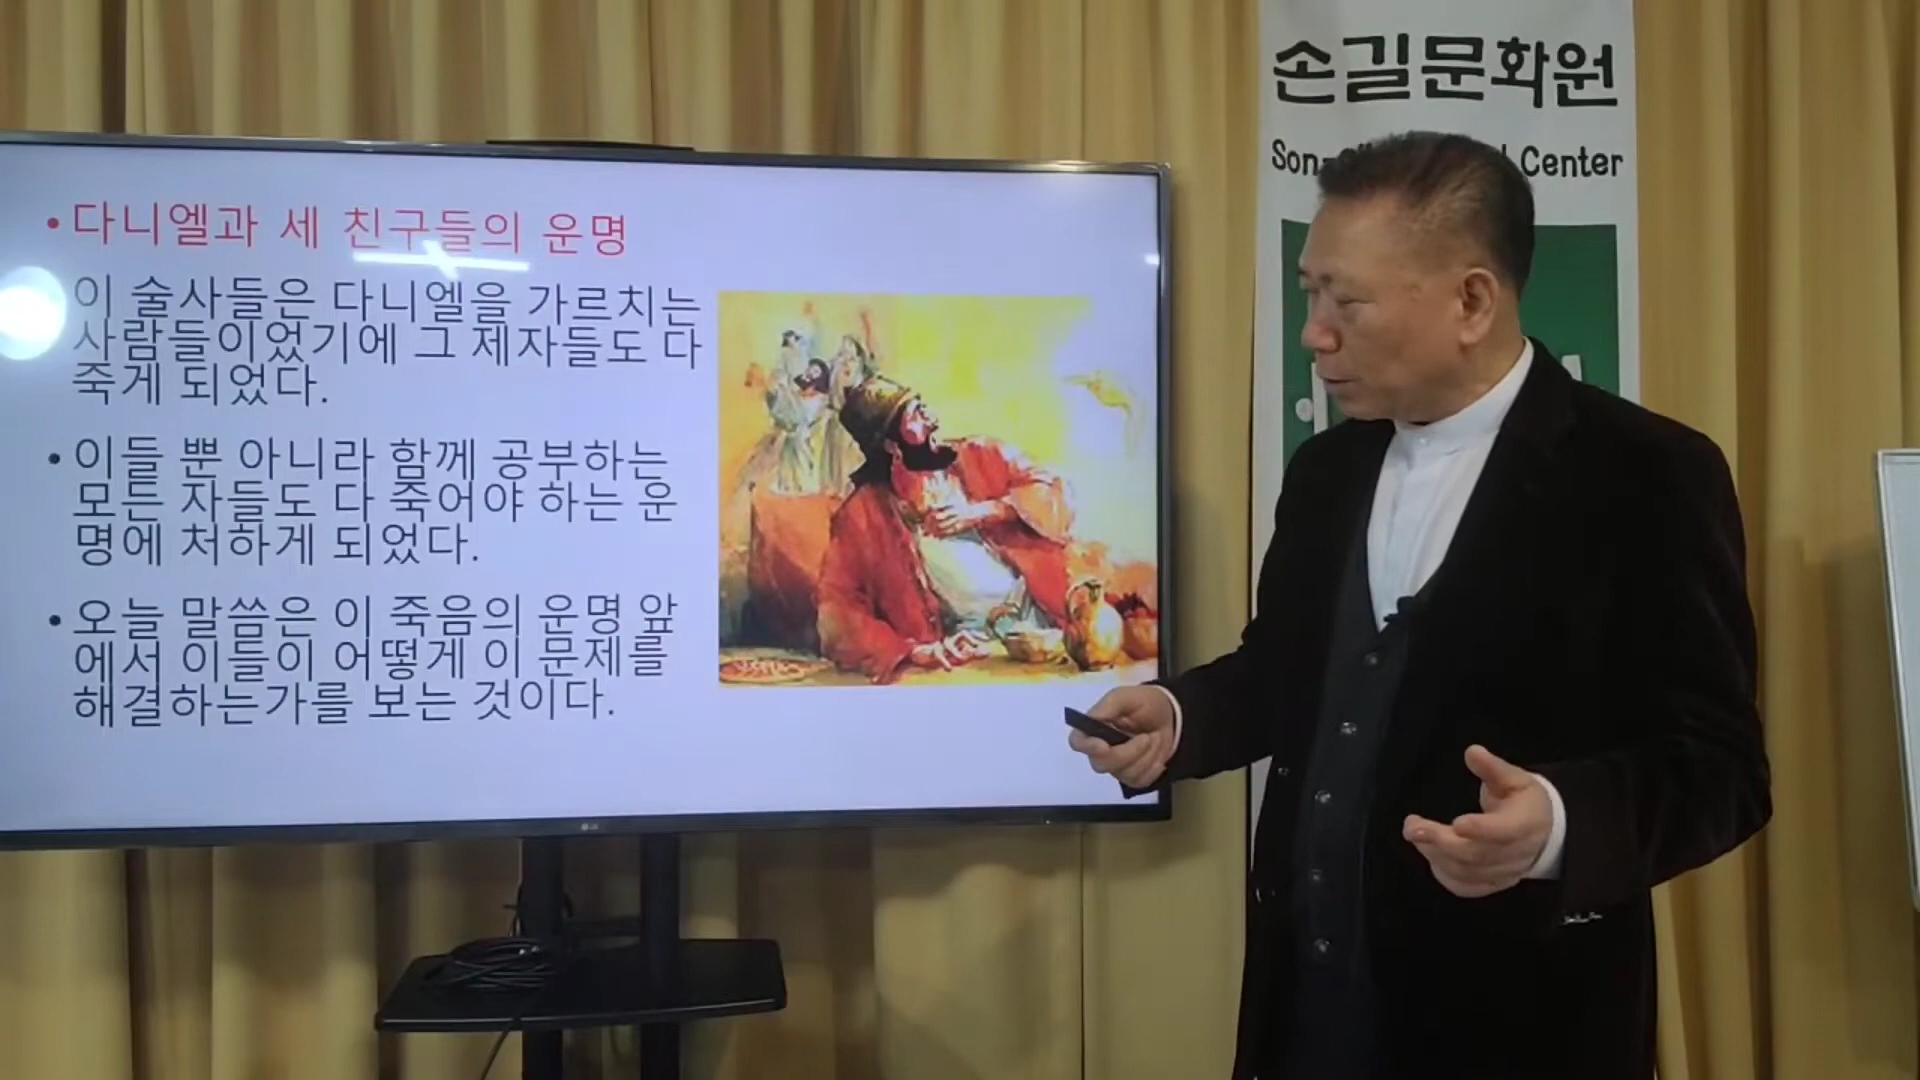 손길문화원
Center
• 다니엘과 세 친구들의 운명
이 술사들은 다니엘을 가르치는
사람들이었기에 그 제자들도 다
죽게 되었다.
• 이들 뿐 아니라 함께 공부하는
모든 자들도 다 죽어야 하는 운
명에 처하게 되었다.
• 오늘 말씀은 이 죽음의 운명 앞
에서 이들이 어떻게 이 문제를
해결하는가를 보는 것이다.
LG